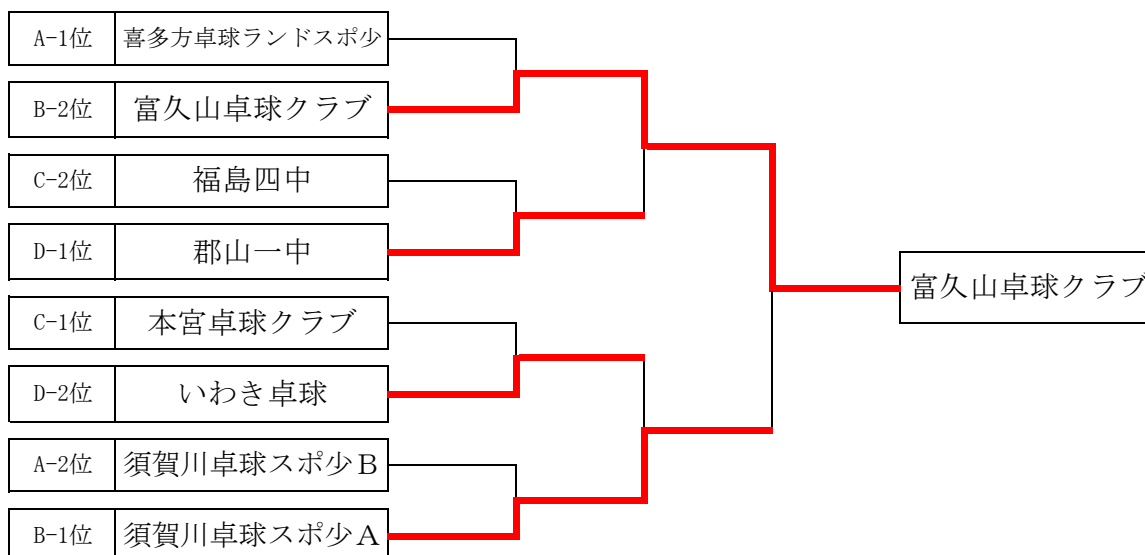 A-1位 喜多方卓球ランドスポ少
B-2位 富久山卓球クラブ
C-2位 福島四中
D-1位 郡山一中
富久山卓球クラブ
C-1位 本宮卓球クラブ
D-2位 いわき卓球
A-2位 須賀川卓球スポ少B
B-1位 須賀川卓球スポ少A